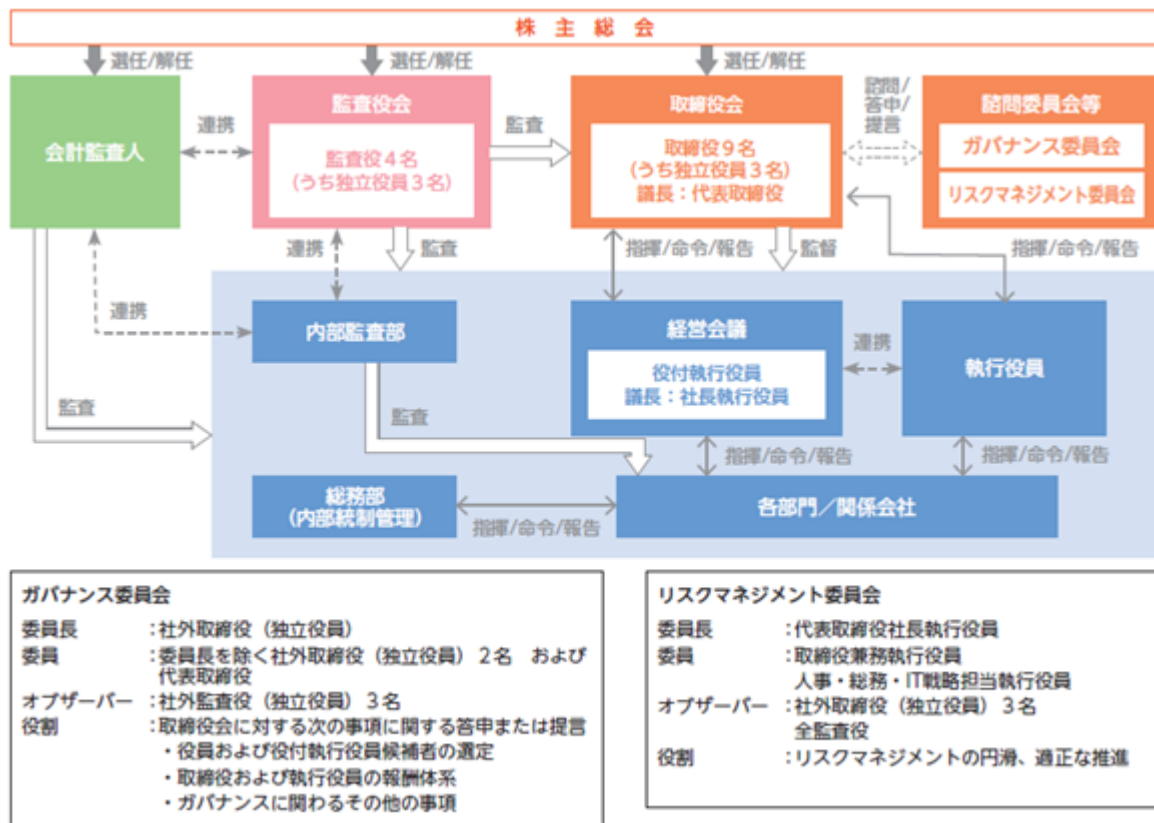 株主総会
選任/解任
選任/解任
選任/解任
会計監査人
連携
監査役会
監査役4名
(うち独立役員3名)
監査
取締役会
取締役9名
(うち独立役員3名)
議長:代表取締役
諮問/
答申/
提言
諮問委員会等
ガバナンス委員会
リスクマネジメント委員会
連携
監査
指揮/命令/報告
監督
指揮/命令/報告
連携
内部監査部
経営会議
役付執行役員
議長:社長執行役員
連携
執行役員
監査
監査
指揮/命令/報告
指揮/命令/報告
総務部
(内部統制管理)
指揮/命令/報告
各部門/関係会社
ガバナンス委員会
委員長 :社外取締役(独立役員)
委員 :委員長を除く社外取締役(独立役員)2名 および
代表取締役
オブザーバー :社外監査役(独立役員)3名
役割 :取締役会に対する次の事項に関する答申または提言
・役員および役付執行役員候補者の選定
・取締役および執行役員の報酬体系
・ガバナンスに関わるその他の事項
リスクマネジメント委員会
委員長 :代表取締役社長執行役員
委員 :取締役兼務執行役員
人事・総務・IT戦略担当執行役員
オブザーバー :社外取締役(独立役員)3名
全監査役
役割 :リスクマネジメントの円滑、適正な推進